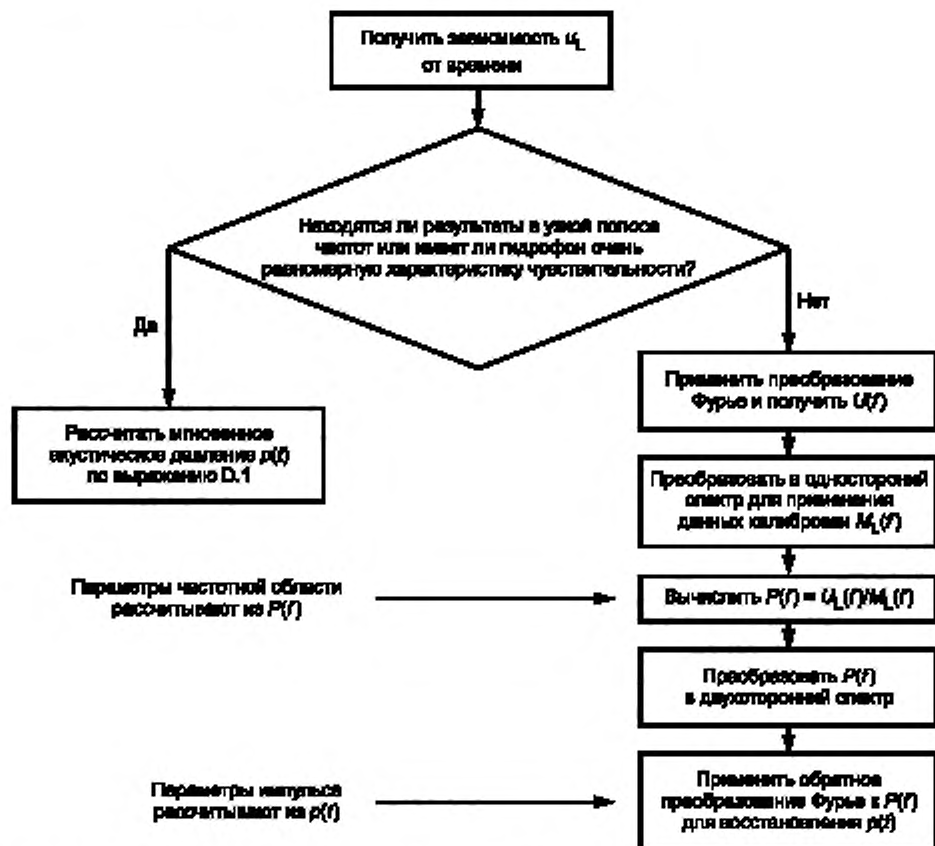 Получить зависимость u_L
от времени
Находятся ли результаты в узкой полосе
частот или имеет ли гидрофон очень
равномерную характеристику чувствительности?
Да
Нет
Рассчитать мгновенное
акустическое давление p(t)
по выражению D.1
Применить преобразование
Фурье и получить U(f)
Преобразовать в односторонний
спектр для применения
данных калибровки M_L(f)
Параметры частотной области
рассчитывают из P(f)
Вычислить P(f) = U_L(f)/M_L(f)
Преобразовать P(f)
в двухсторонний спектр
Параметры импульса
рассчитывают из p(t)
Применить обратное
преобразование Фурье к P(f)
для восстановления p(t)